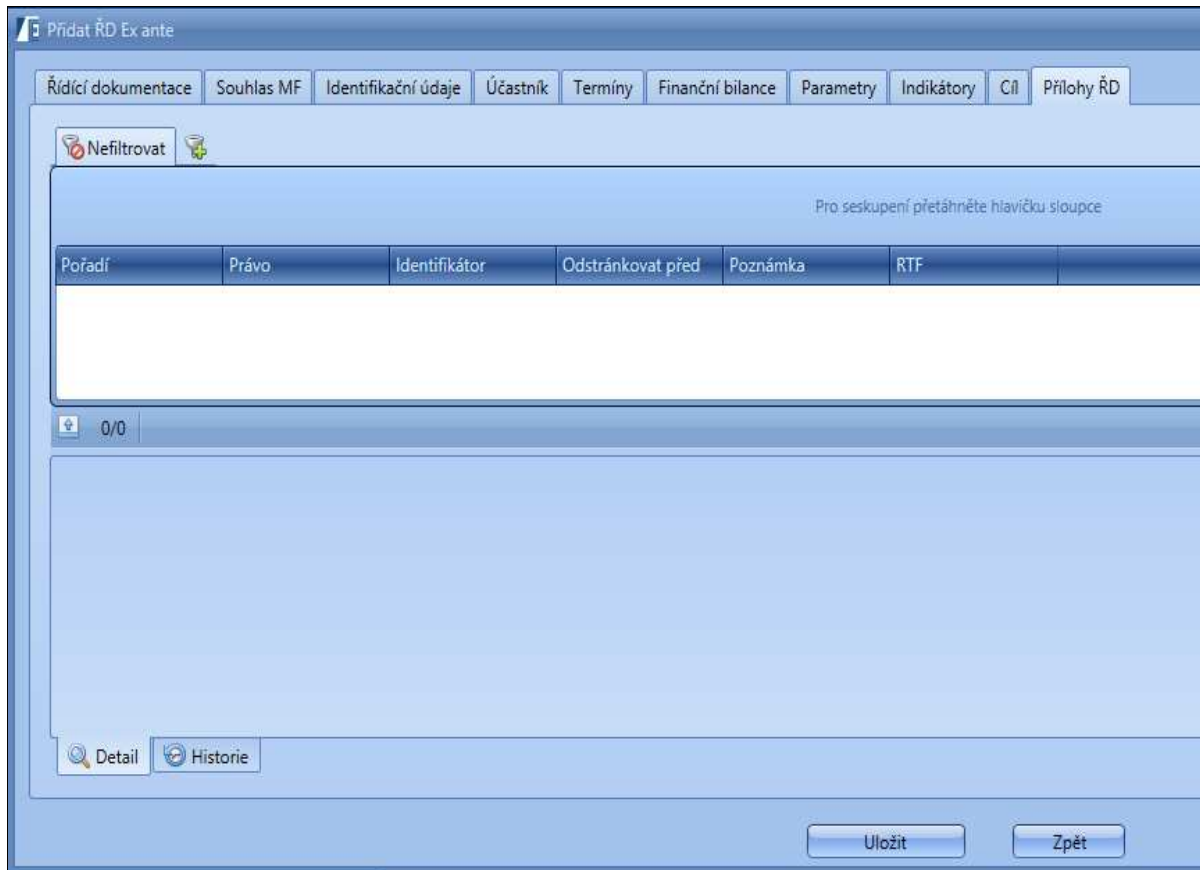 Přidat ŘD Ex ante
Řídící dokumentace Souhlas MF Identifikační údaje Účastník Termíny Finanční bilance Parametry Indikátory Cíl Přílohy ŘD
Nefiltrovat
Pro seskupení přetáhněte hlavičku sloupce
Pořadí Právo Identifikátor Odstránkovat před Poznámka RTF
0/0
Detail Historie
Uložit Zpět